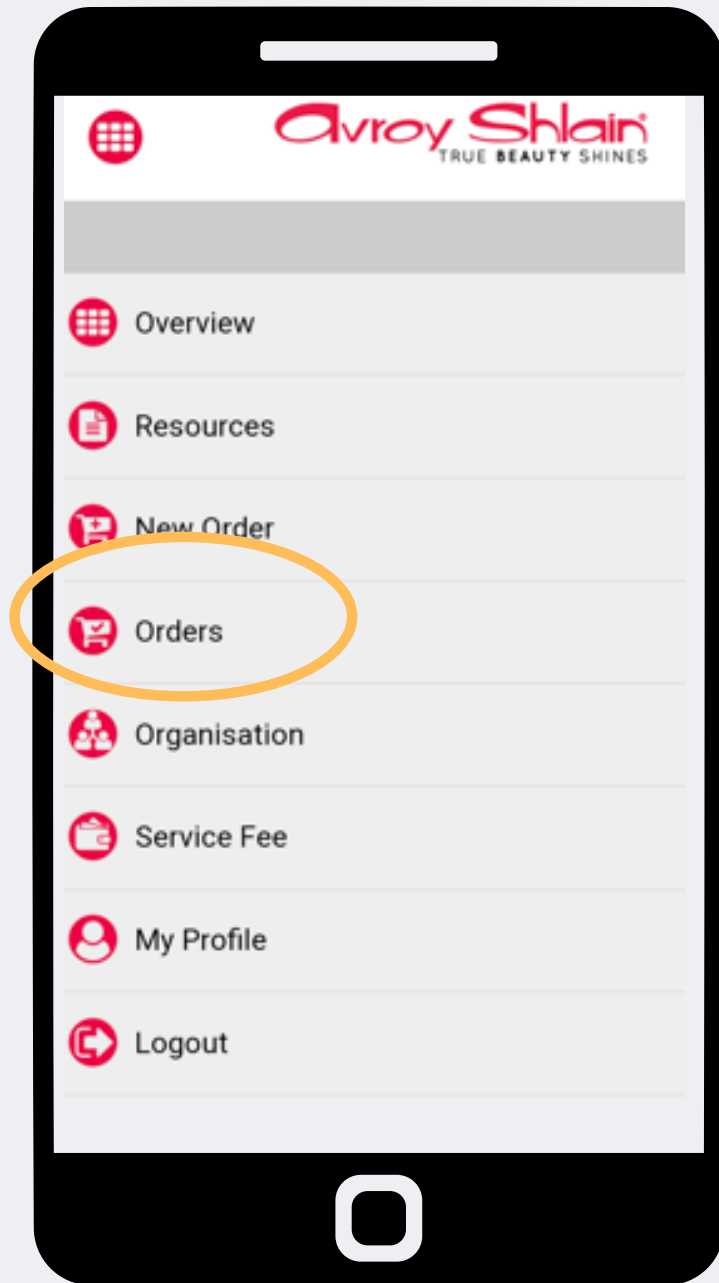 Avroy Shlain
TRUE BEAUTY SHINES
Overview
Resources
New Order
Orders
Organisation
Service Fee
My Profile
Logout